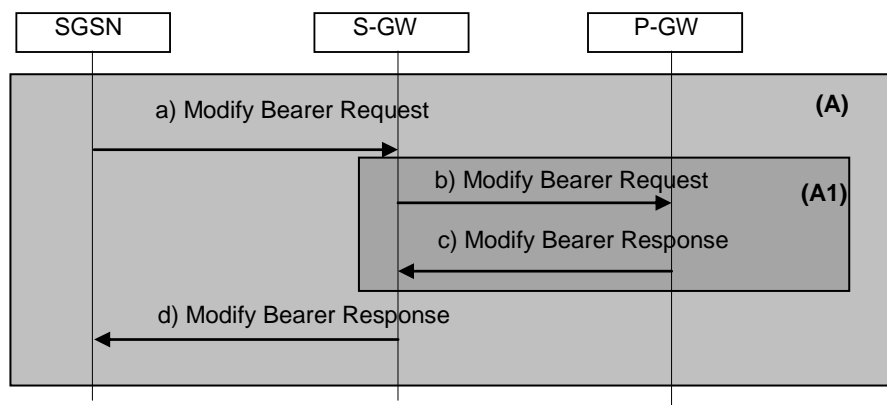 SGSN
S-GW
P-GW
(A)
a) Modify Bearer Request
b) Modify Bearer Request
(A1)
c) Modify Bearer Response
d) Modify Bearer Response